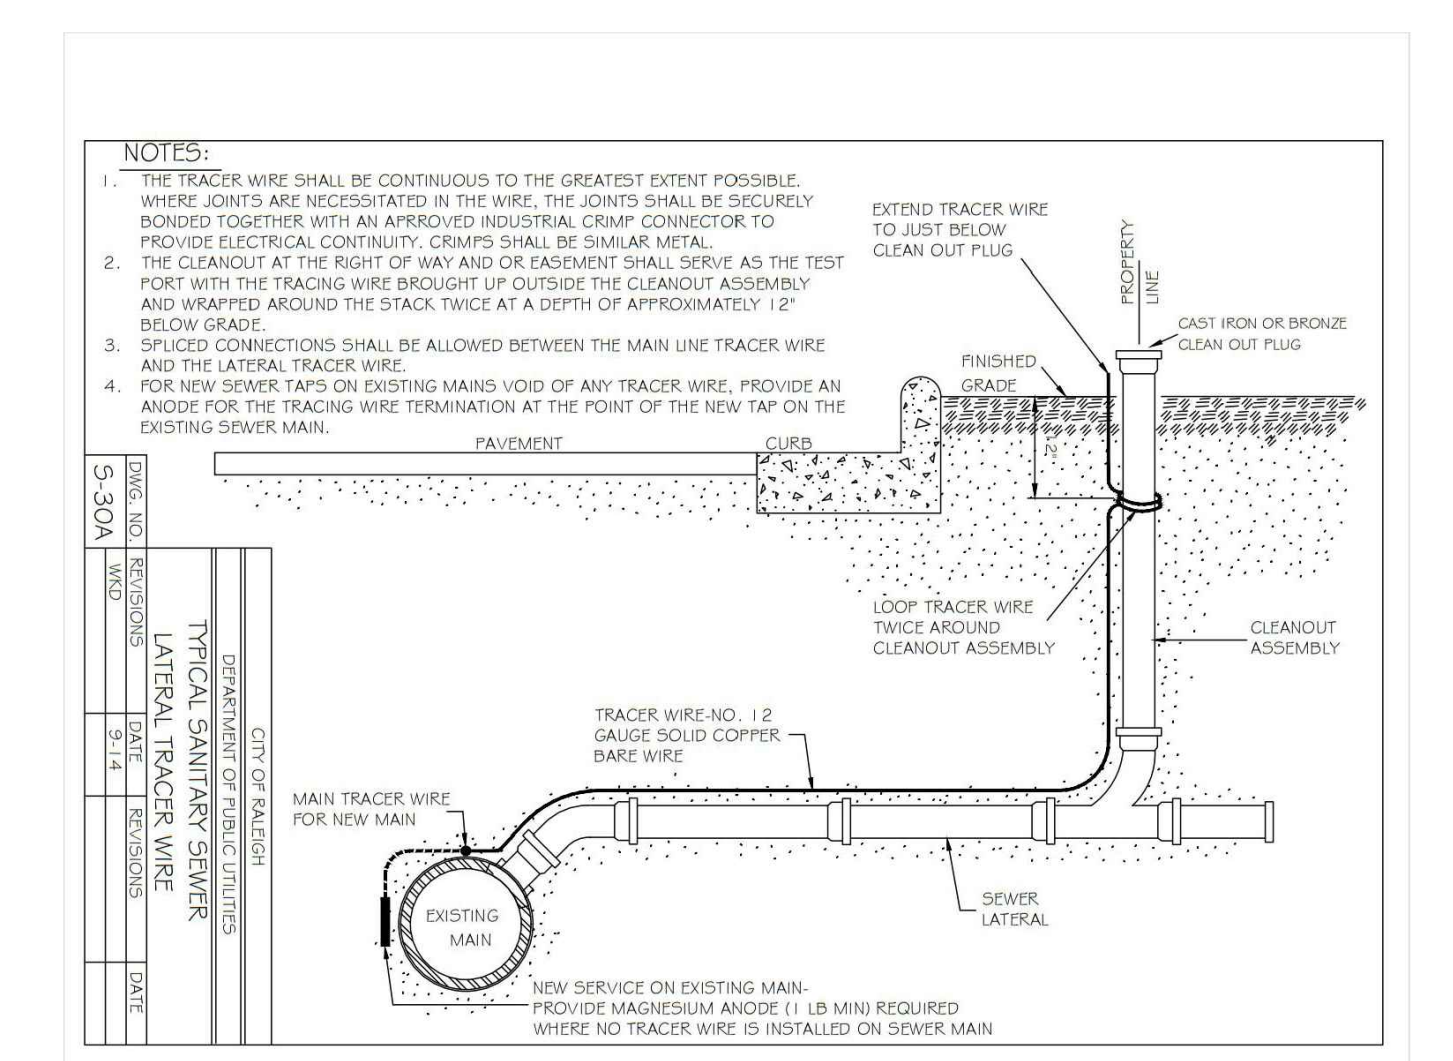 NOTES:
1. THE TRACER WIRE SHALL BE CONTINUOUS TO THE GREATEST EXTENT POSSIBLE.
WHERE JOINTS ARE NECESSITATED IN THE WIRE, THE JOINTS SHALL BE SECURELY
BONDED TOGETHER WITH AN APRROVED INDUSTRIAL CRIMP CONNECTOR TO
PROVIDE ELECTRICAL CONTINUITY. CRIMPS SHALL BE SIMILAR METAL.
2. THE CLEANOUT AT THE RIGHT OF WAY AND OR EASEMENT SHALL SERVE AS THE TEST
PORT WITH THE TRACING WIRE BROUGHT UP OUTSIDE THE CLEANOUT ASSEMBLY
AND WRAPPED AROUND THE STACK TWICE AT A DEPTH OF APPROXIMATELY 12"
BELOW GRADE.
3. SPLICED CONNECTIONS SHALL BE ALLOWED BETWEEN THE MAIN LINE TRACER WIRE
AND THE LATERAL TRACER WIRE.
4. FOR NEW SEWER TAPS ON EXISTING MAINS VOID OF ANY TRACER WIRE, PROVIDE AN
ANODE FOR THE TRACING WIRE TERMINATION AT THE POINT OF THE NEW TAP ON THE
EXISTING SEWER MAIN.
EXTEND TRACER WIRE
TO JUST BELOW
CLEAN OUT PLUG
PROPERTY
LINE
CAST IRON OR BRONZE
CLEAN OUT PLUG
FINISHED
GRADE
12"
PAVEMENT
CURB
LOOP TRACER WIRE
TWICE AROUND
CLEANOUT ASSEMBLY
CLEANOUT
ASSEMBLY
TRACER WIRE-NO. 12
GAUGE SOLID COPPER
BARE WIRE
MAIN TRACER WIRE
FOR NEW MAIN
SEWER
LATERAL
EXISTING
MAIN
NEW SERVICE ON EXISTING MAIN-
PROVIDE MAGNESIUM ANODE (1 LB MIN) REQUIRED
WHERE NO TRACER WIRE IS INSTALLED ON SEWER MAIN
CITY OF RALEIGH
DEPARTMENT OF PUBLIC UTILITIES
TYPICAL SANITARY SEWER
LATERAL TRACER WIRE
DWG. NO. REVISIONS DATE REVISIONS DATE
S-30A WKD 9-14